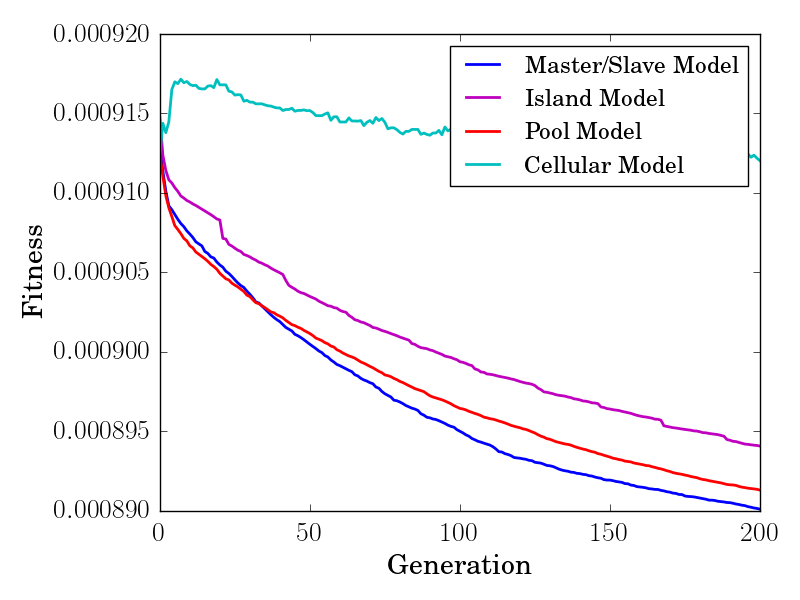 0.000920
0.000915
0.000910
0.000905
0.000900
0.000895
0.000890
Fitness
Master/Slave Model
Island Model
Pool Model
Cellular Model
0
50
100
150
200
Generation